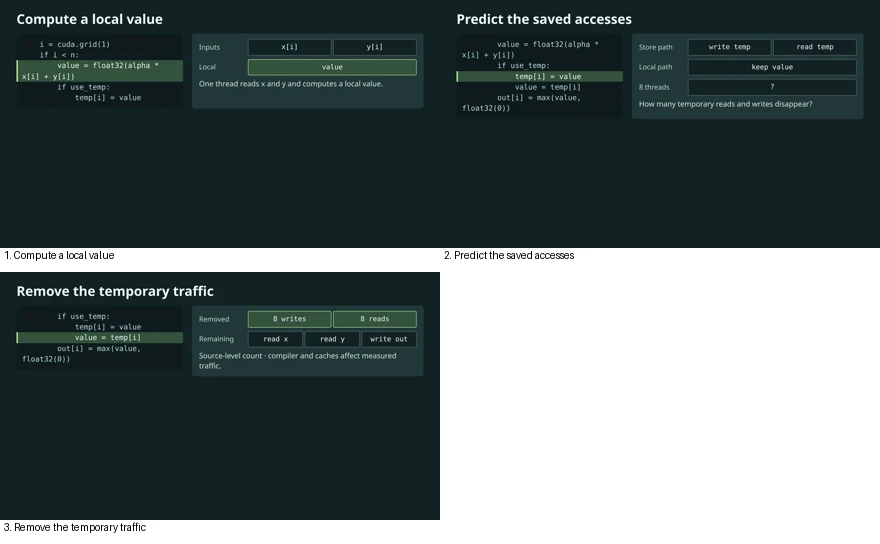 Compute a local value
i = cuda.grid(1)
if i < n:
value = float32(alpha *
x[i] + y[i])
if use_temp:
temp[i] = value
Inputs
x[i]
y[i]
Local
value
One thread reads x and y and computes a local value.
1. Compute a local value
Predict the saved accesses
value = float32(alpha *
x[i] + y[i])
if use_temp:
temp[i] = value
value = temp[i]
out[i] = max(value,
float32(0))
Store path
write temp
read temp
Local path
keep value
8 threads
?
How many temporary reads and writes disappear?
2. Predict the saved accesses
Remove the temporary traffic
if use_temp:
temp[i] = value
value = temp[i]
out[i] = max(value,
float32(0))
Removed
8 writes
8 reads
Remaining
read x
read y
write out
Source-level count · compiler and caches affect measured
traffic.
3. Remove the temporary traffic